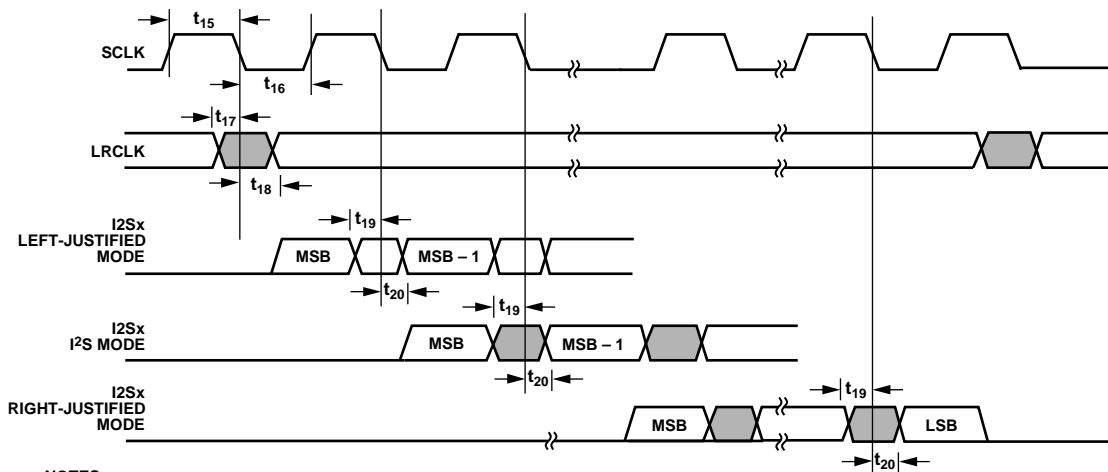 t15
SCLK
t16
t17
LRCLK
t18
I2Sx
LEFT-JUSTIFIED
MODE
t19
MSB
MSB – 1
t20
t19
I2Sx
I2S MODE
MSB
MSB – 1
t20
I2Sx
RIGHT-JUSTIFIED
MODE
t19
MSB
LSB
t20